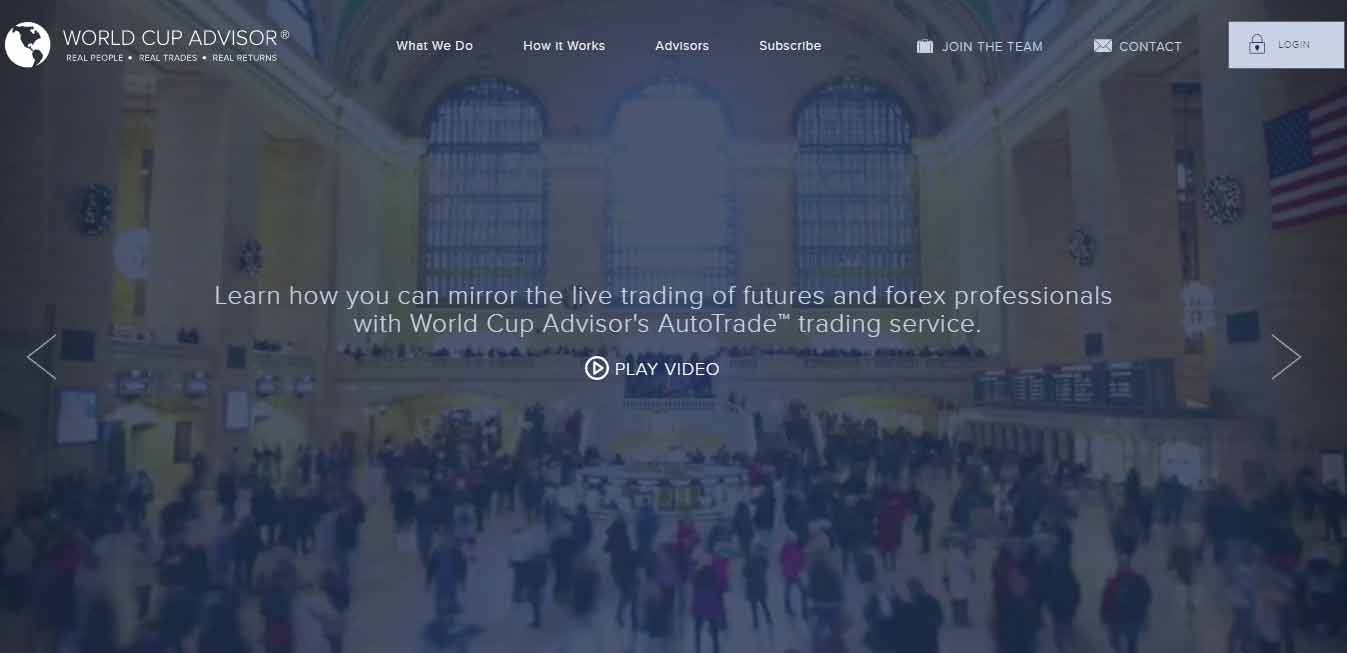 WORLD CUP ADVISOR®
REAL PEOPLE • REAL TRADES • REAL RETURNS
What We Do
How it Works
Advisors
Subscribe
JOIN THE TEAM
CONTACT
LOGIN
Learn how you can mirror the live trading of futures and forex professionals
with World Cup Advisor's AutoTrade™ trading service.
PLAY VIDEO